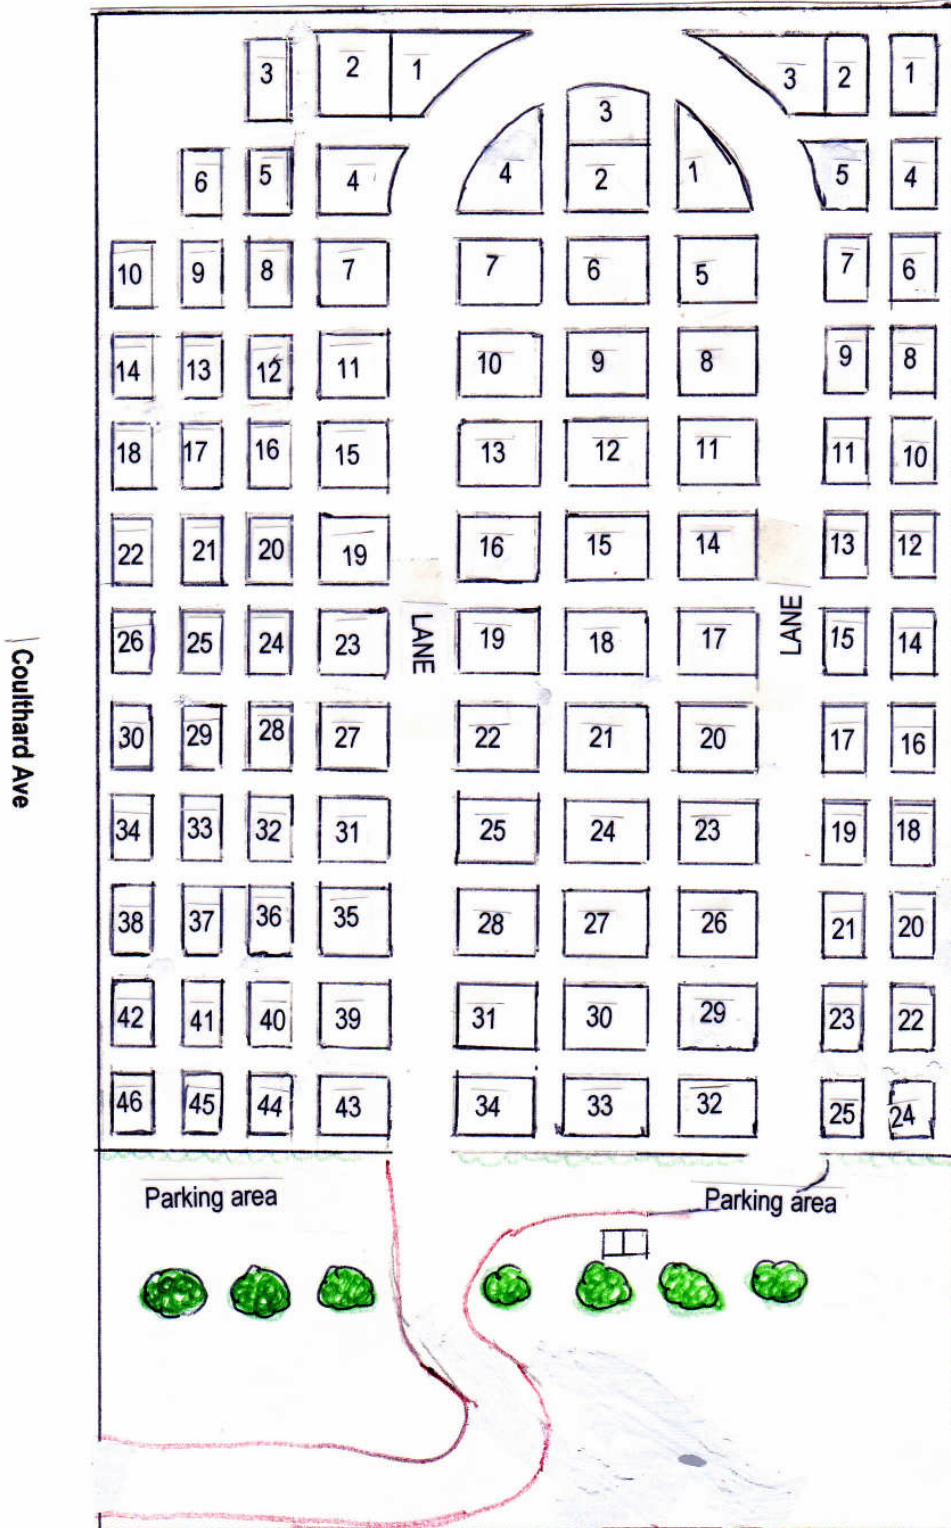 3 2 1 3 2 1
3
6 5 4 4 2 1 5 4
10 9 8 7 7 6 5 7 6
14 13 12 11 10 9 8 9 8
18 17 16 15 13 12 11 11 10
22 21 20 19 16 15 14 13 12
26 25 24 23 19 18 17 15 14
LANE
LANE
30 29 28 27 22 21 20 17 16
34 33 32 31 25 24 23 19 18
38 37 36 35 28 27 26 21 20
42 41 40 39 31 30 29 23 22
46 45 44 43 34 33 32 25 24
Coulthard Ave
Parking area
Parking area